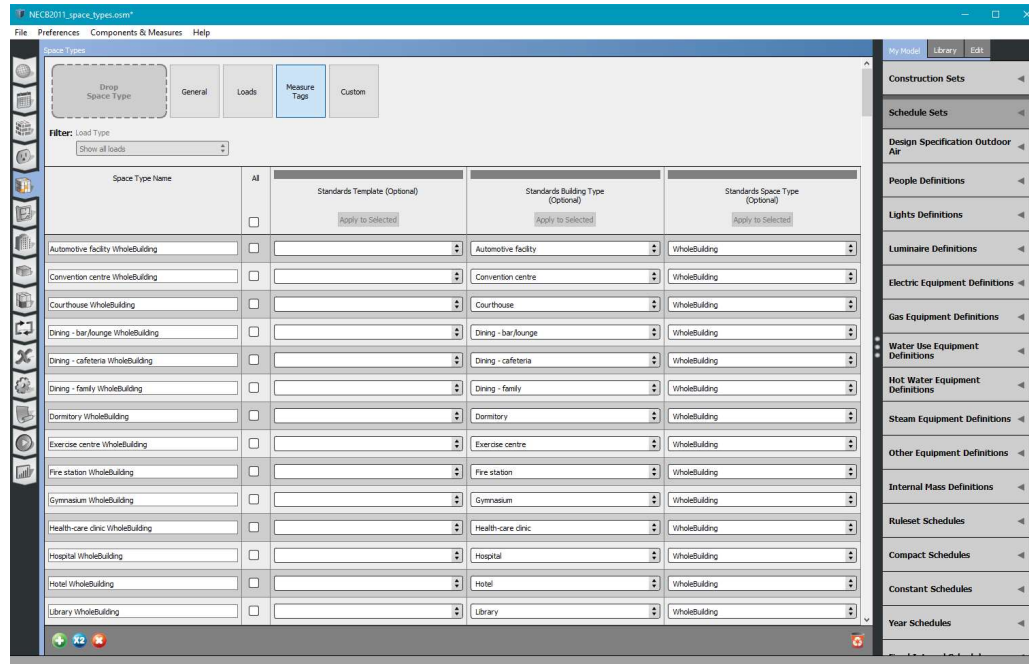 NECB2011_space_types.osm*
File Preferences Components & Measures Help
Space Types
My Model Library Edit
Drop
Space Type
General
Loads
Measure
Tags
Custom
Filter: Load Type
Show all loads
Space Type Name
All
Standards Template (Optional)
Apply to Selected
Standards Building Type
(Optional)
Apply to Selected
Standards Space Type
(Optional)
Apply to Selected
Automotive facility WholeBuilding Automotive facility WholeBuilding
Convention centre WholeBuilding Convention centre WholeBuilding
Courthouse WholeBuilding Courthouse WholeBuilding
Dining - bar/lounge WholeBuilding Dining - bar/lounge WholeBuilding
Dining - cafeteria WholeBuilding Dining - cafeteria WholeBuilding
Dining - family WholeBuilding Dining - family WholeBuilding
Dormitory WholeBuilding Dormitory WholeBuilding
Exercise centre WholeBuilding Exercise centre WholeBuilding
Fire station WholeBuilding Fire station WholeBuilding
Gymnasium WholeBuilding Gymnasium WholeBuilding
Health-care clinic WholeBuilding Health-care clinic WholeBuilding
Hospital WholeBuilding Hospital WholeBuilding
Hotel WholeBuilding Hotel WholeBuilding
Library WholeBuilding Library WholeBuilding
x2
Construction Sets
Schedule Sets
Design Specification Outdoor
Air
People Definitions
Lights Definitions
Luminaire Definitions
Electric Equipment Definitions
Gas Equipment Definitions
Water Use Equipment
Definitions
Hot Water Equipment
Definitions
Steam Equipment Definitions
Other Equipment Definitions
Internal Mass Definitions
Ruleset Schedules
Compact Schedules
Constant Schedules
Year Schedules